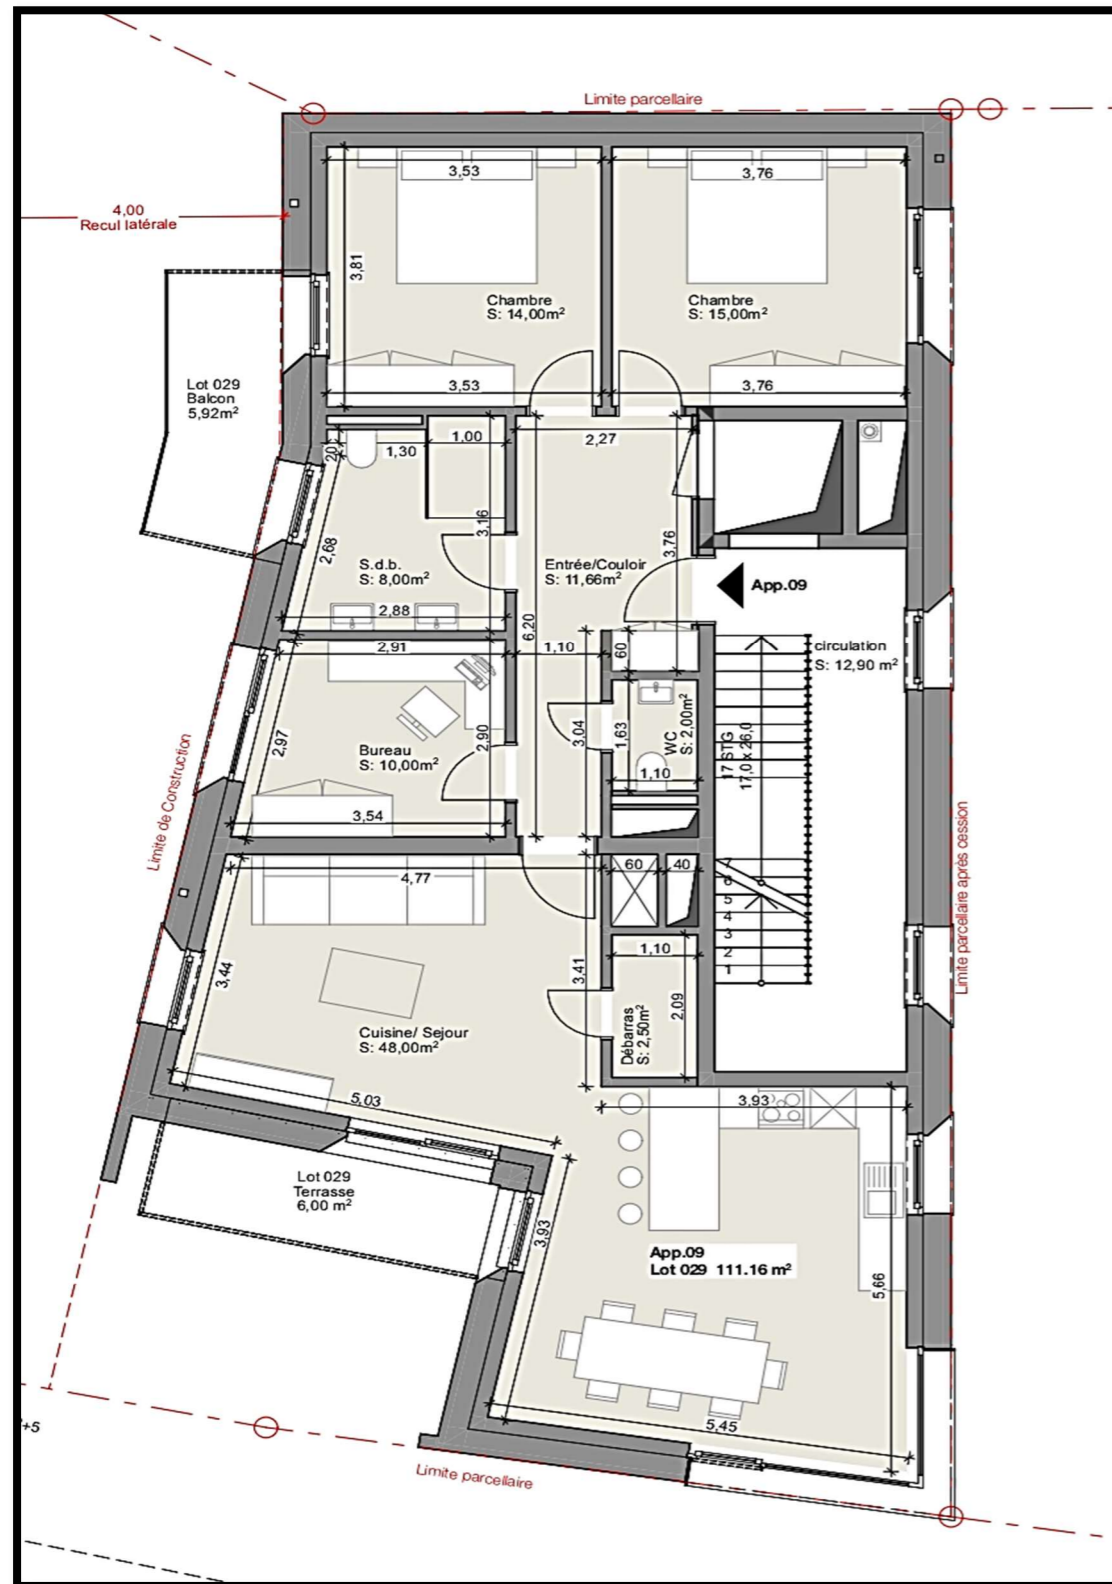 Limite parcellaire
4,00
Recul latérale
3,53
3,76
3,81
Chambre
S: 14,00m²
Chambre
S: 15,00m²
3,53
3,76
Lot 029
Balcon
5,92m²
20
1,30
1,00
2,27
3,16
2,68
3,76
S.d.b.
S: 8,00m²
Entrée/Couloir
S: 11,66m²
App.09
2,88
6,20
2,91
1,10
60
circulation
S: 12,90 m²
2,97
Bureau
S: 10,00m²
2,90
3,04
1,63
WC
S: 2,00m²
1,10
17 STG
17,0 x 26,0
3,54
Limite de Construction
Limite parcellaire après cession
4,77
60
40
7
6
5
4
3
2
1
3,44
3,41
1,10
2,09
Débarras
S: 2,50m²
Cuisine/ Sejour
S: 48,00m²
5,03
3,93
Lot 029
Terrasse
6,00 m²
3,93
App.09
Lot 029 111.16 m²
5,66
5,45
+5
Limite parcellaire